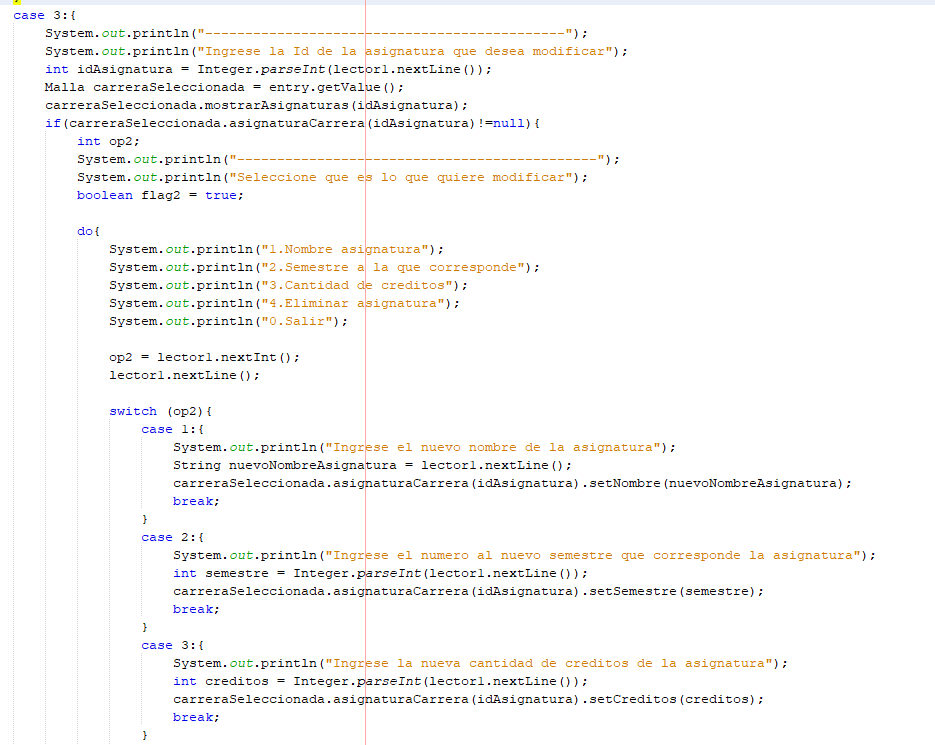 case 3:{
System.out.println("---------------------------------------------");
System.out.println("Ingrese la Id de la asignatura que desea modificar");
int idAsignatura = Integer.parseInt(lector1.nextLine());
Malla carreraSeleccionada = entry.getValue();
carreraSeleccionada.mostrarAsignaturas(idAsignatura);
if(carreraSeleccionada.asignaturaCarrera(idAsignatura)!=null){
int op2;
System.out.println("---------------------------------------------");
System.out.println("Seleccione que es lo que quiere modificar");
boolean flag2 = true;
do{
System.out.println("1.Nombre asignatura");
System.out.println("2.Semestre a la que corresponde");
System.out.println("3.Cantidad de creditos");
System.out.println("4.Eliminar asignatura");
System.out.println("0.Salir");
op2 = lector1.nextInt();
lector1.nextLine();
switch (op2){
case 1:{
System.out.println("Ingrese el nuevo nombre de la asignatura");
String nuevoNombreAsignatura = lector1.nextLine();
carreraSeleccionada.asignaturaCarrera(idAsignatura).setNombre(nuevoNombreAsignatura);
break;
}
case 2:{
System.out.println("Ingrese el numero al nuevo semestre que corresponde la asignatura");
int semestre = Integer.parseInt(lector1.nextLine());
carreraSeleccionada.asignaturaCarrera(idAsignatura).setSemestre(semestre);
break;
}
case 3:{
System.out.println("Ingrese la nueva cantidad de creditos de la asignatura");
int creditos = Integer.parseInt(lector1.nextLine());
carreraSeleccionada.asignaturaCarrera(idAsignatura).setCreditos(creditos);
break;
}